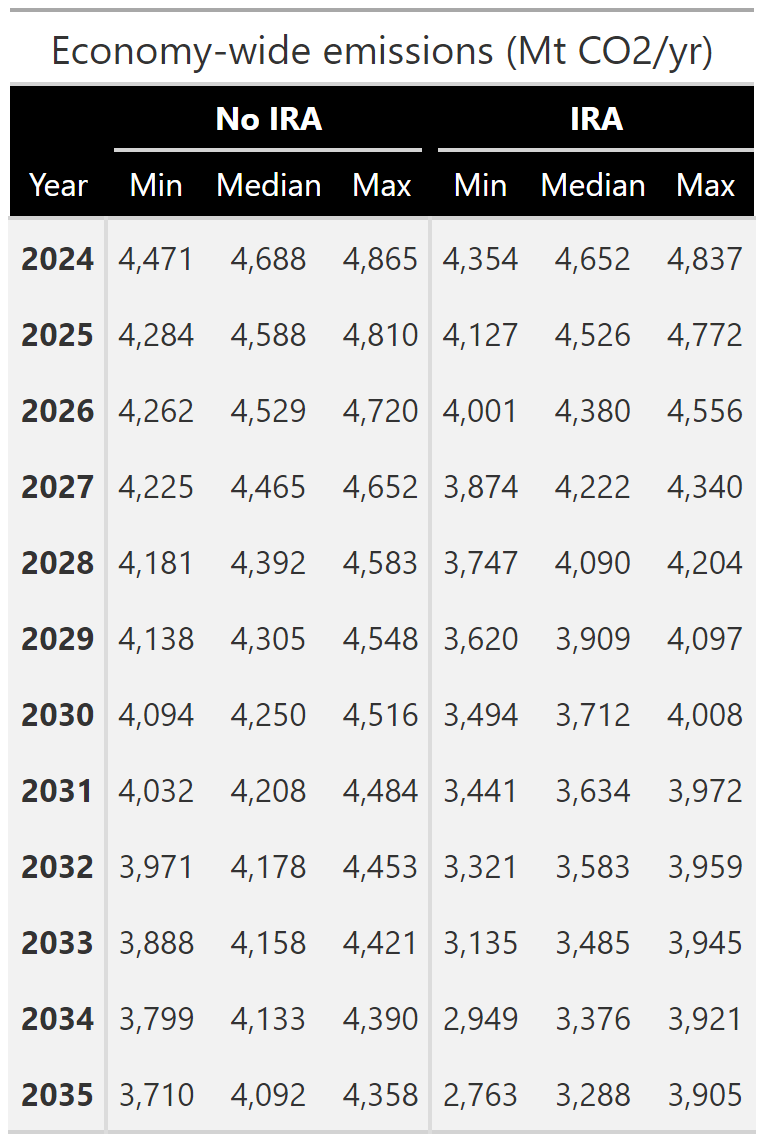 Economy-wide emissions (Mt CO2/yr)
No IRA IRA
Year Min Median Max Min Median Max
2024 4,471 4,688 4,865 4,354 4,652 4,837
2025 4,284 4,588 4,810 4,127 4,526 4,772
2026 4,262 4,529 4,720 4,001 4,380 4,556
2027 4,225 4,465 4,652 3,874 4,222 4,340
2028 4,181 4,392 4,583 3,747 4,090 4,204
2029 4,138 4,305 4,548 3,620 3,909 4,097
2030 4,094 4,250 4,516 3,494 3,712 4,008
2031 4,032 4,208 4,484 3,441 3,634 3,972
2032 3,971 4,178 4,453 3,321 3,583 3,959
2033 3,888 4,158 4,421 3,135 3,485 3,945
2034 3,799 4,133 4,390 2,949 3,376 3,921
2035 3,710 4,092 4,358 2,763 3,288 3,905